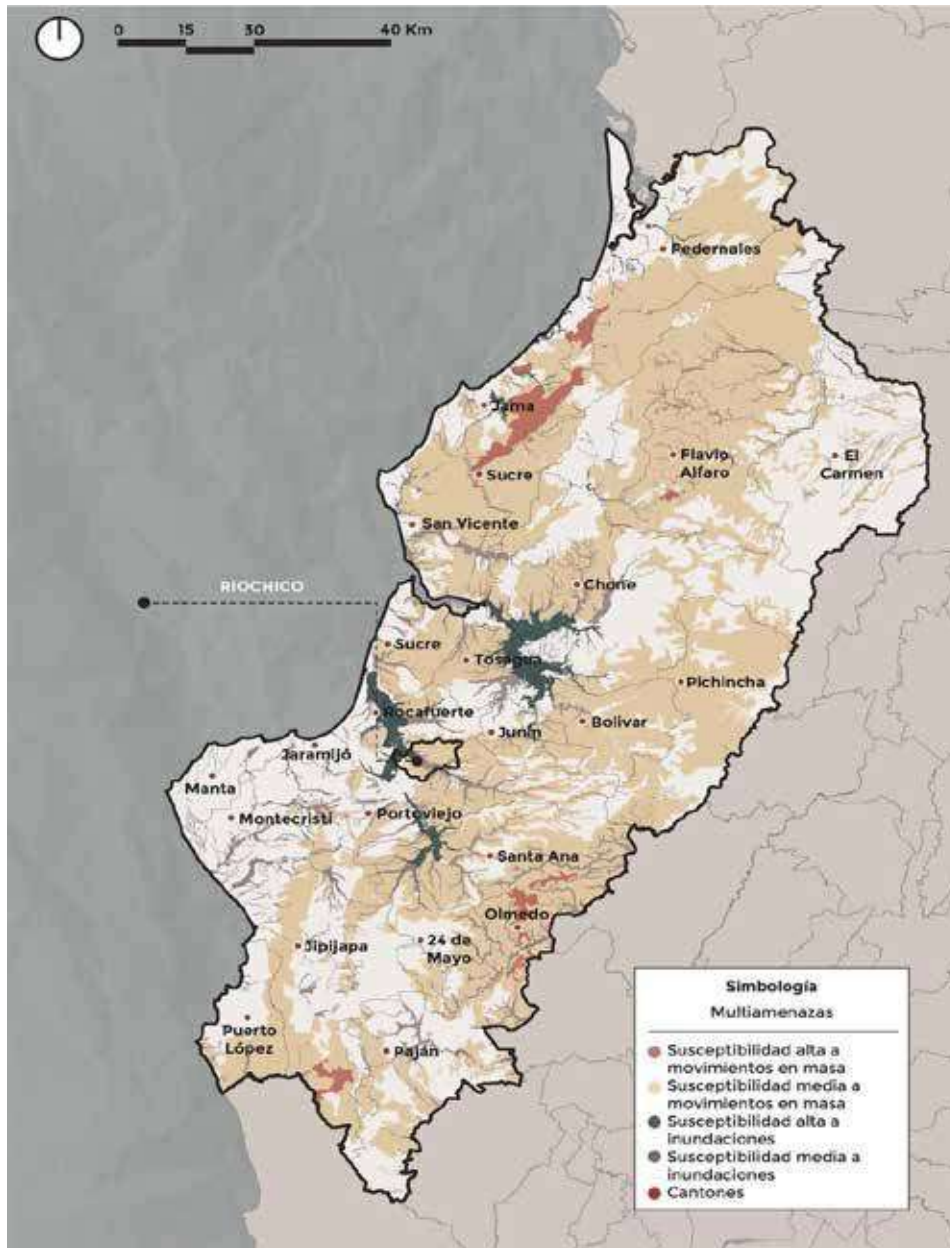 0 15 30 40 Km
Pedernales
Jama
Flavio
Alfaro
El
Carmen
Sucre
San Vicente
RIOCHICO
Chone
Sucre
Tosagua
Pichincha
Rocafuerte
Bolívar
Junín
Jaramijó
Manta
Montecristi
Portoviejo
Santa Ana
Olmedo
Jipijapa
24 de
Mayo
Puerto
López
Paján
Simbología
Multiamenazas
Susceptibilidad alta a
movimientos en masa
Susceptibilidad media a
movimientos en masa
Susceptibilidad alta a
inundaciones
Susceptibilidad media a
inundaciones
Cantones